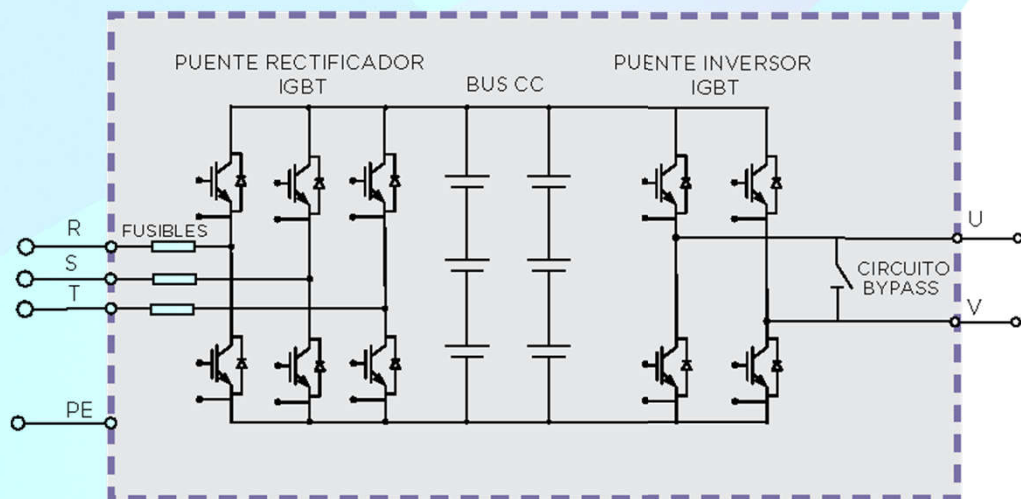 PUENTE RECTIFICADOR
IGBT
BUS CC
PUENTE INVERSOR
IGBT
R
FUSIBLES
S
T
PE
U
CIRCUITO
BYPASS
V